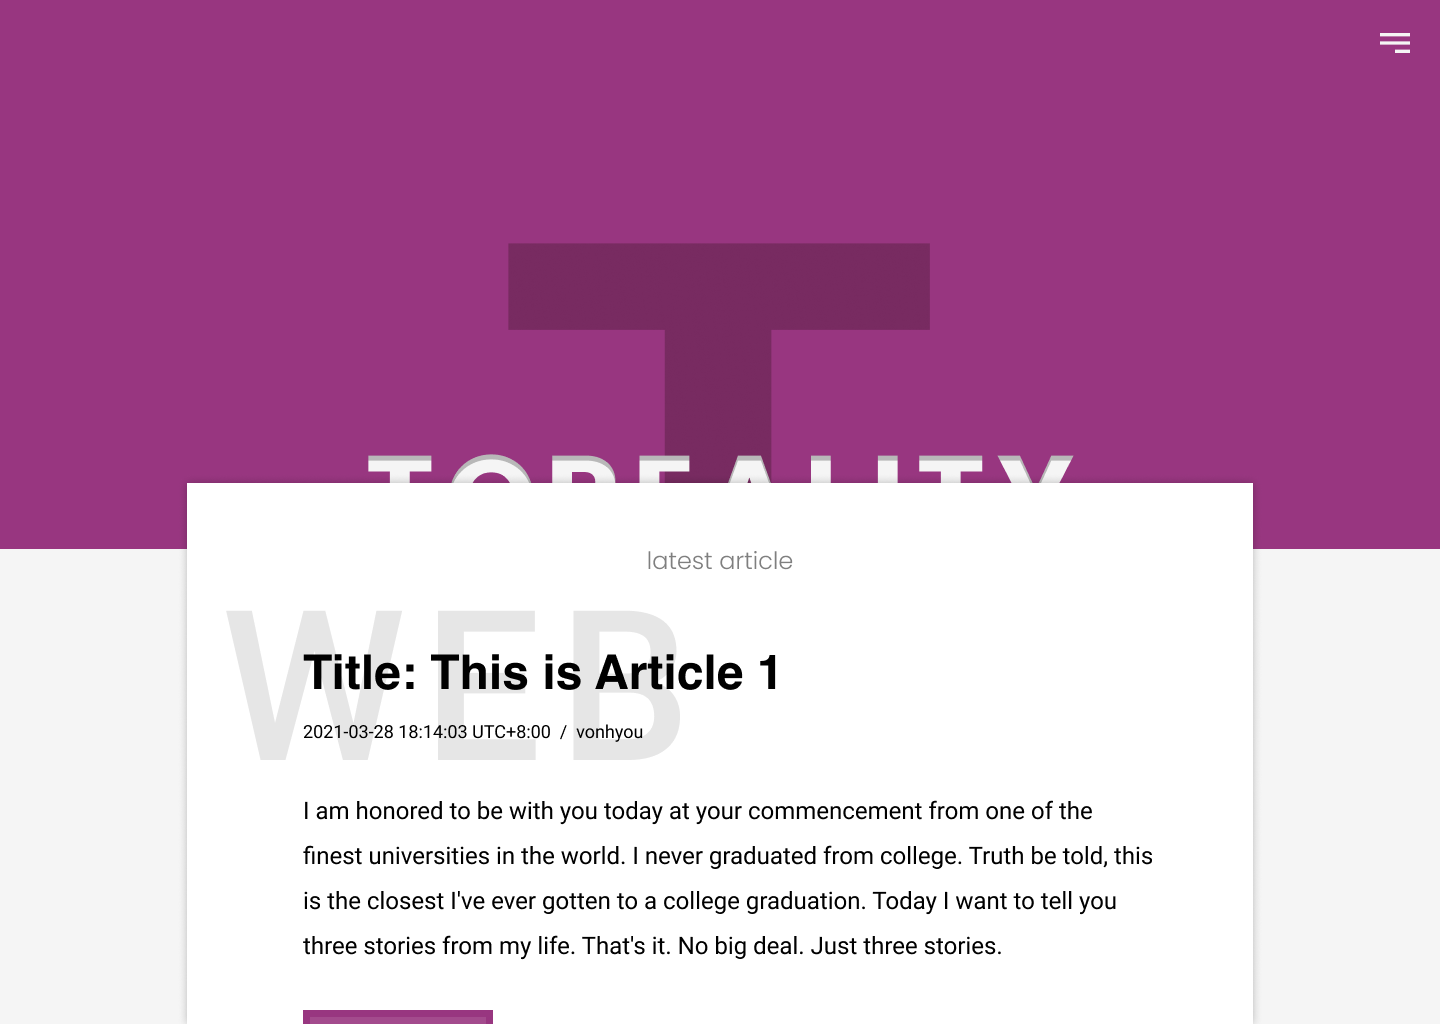 T
TOREALITY
latest article
WEB
Title: This is Article 1
2021-03-28 18:14:03 UTC+8:00 / vonhyou
I am honored to be with you today at your commencement from one of the
finest universities in the world. I never graduated from college. Truth be told, this
is the closest I've ever gotten to a college graduation. Today I want to tell you
three stories from my life. That's it. No big deal. Just three stories.